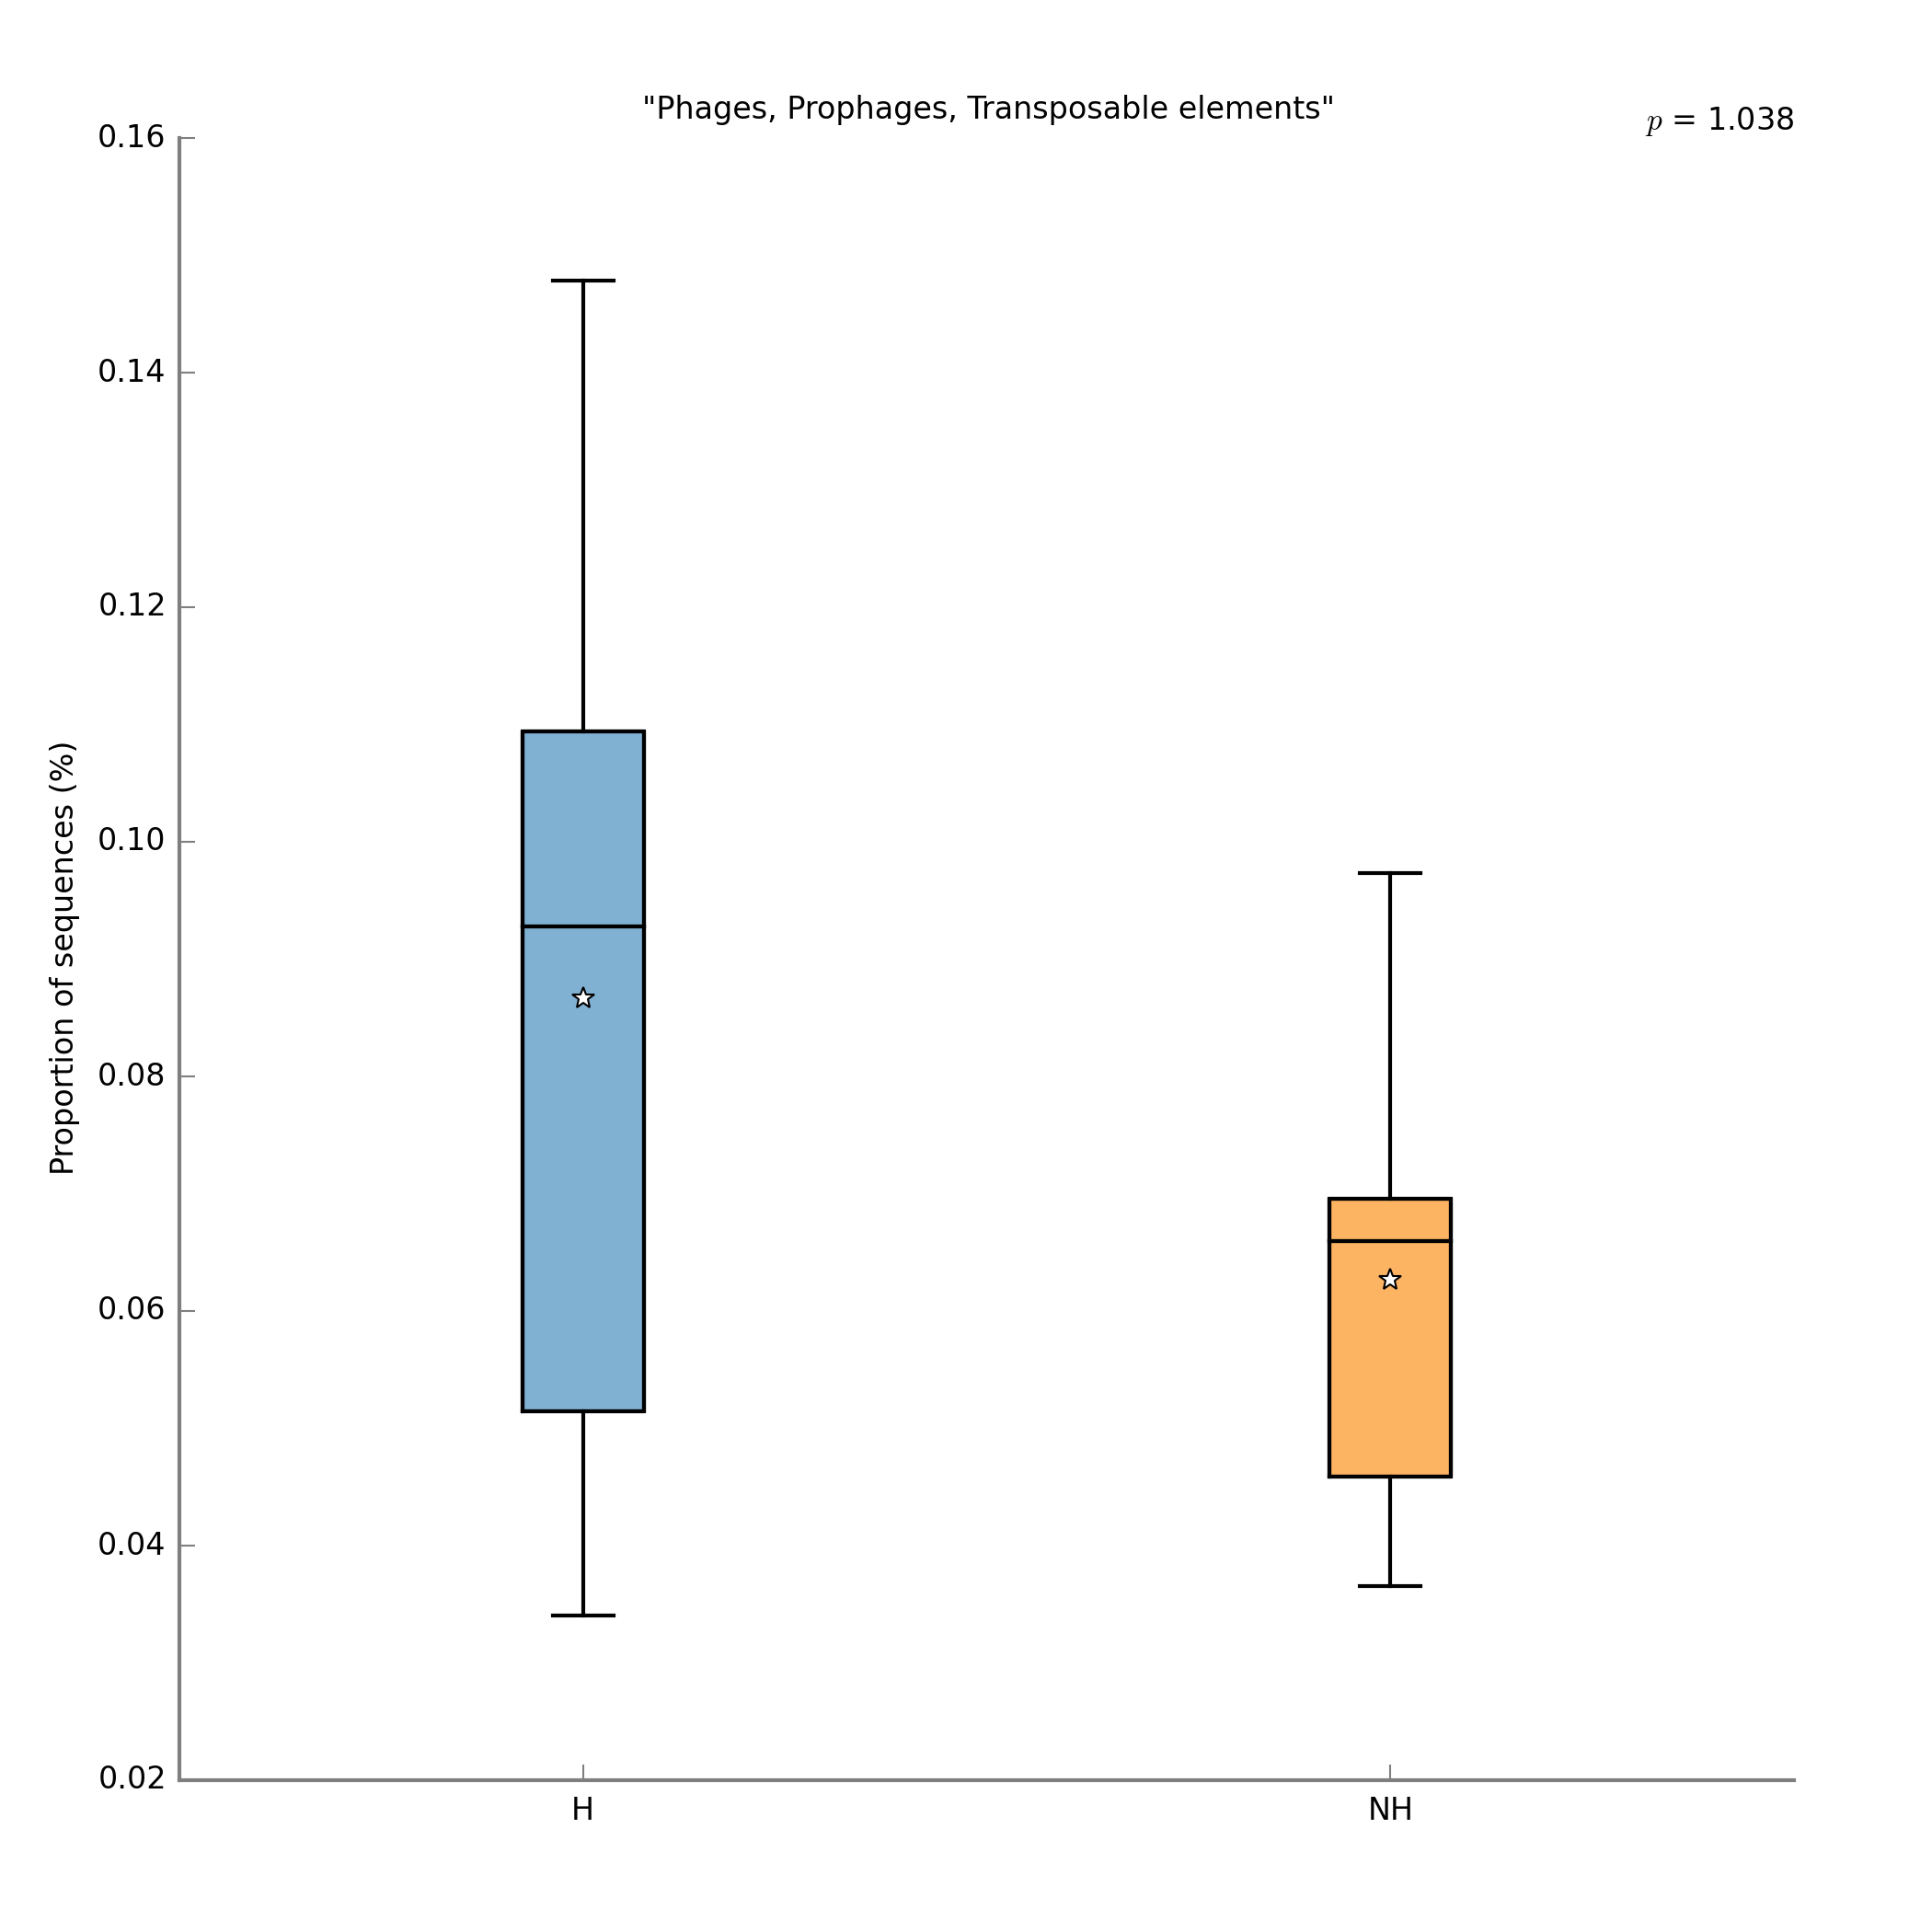 "Phages, Prophages, Transposable elements"
p = 1.038
0.16
0.14
0.12
0.10
0.08
0.06
0.04
0.02
Proportion of sequences (%)
H
NH